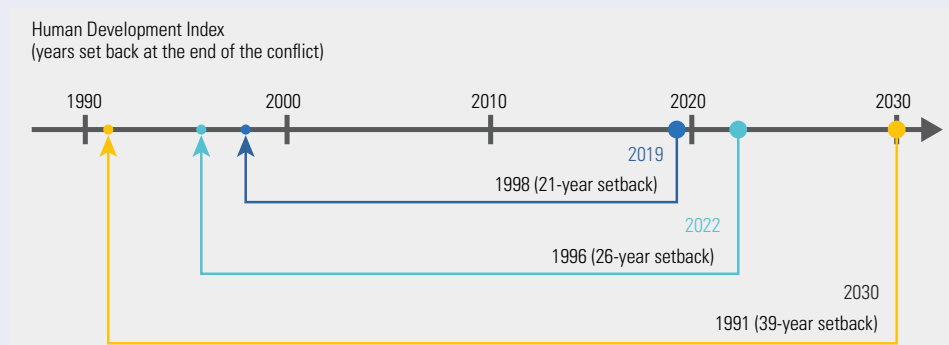 Human Development Index
(years set back at the end of the conflict)
1990 2000 2010 2020 2030
2019
1998 (21-year setback)
2022
1996 (26-year setback)
2030
1991 (39-year setback)